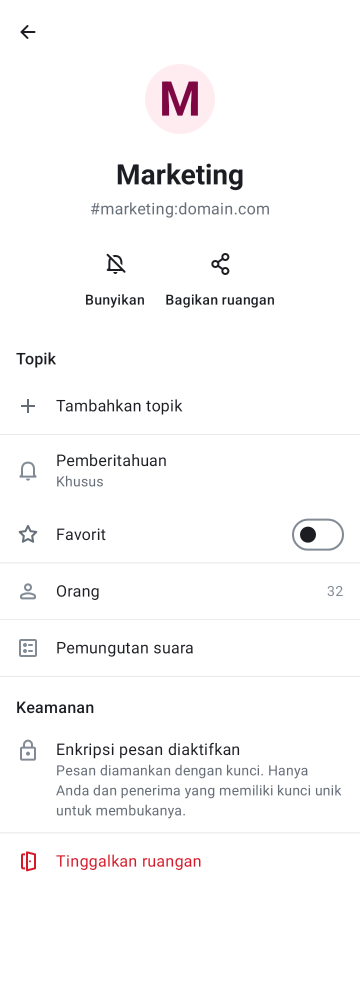 M
Marketing
#marketing:domain.com
Bunyikan
Bagikan ruangan
Topik
Tambahkan topik
Pemberitahuan
Khusus
Favorit
Orang
32
Pemungutan suara
Keamanan
Enkripsi pesan diaktifkan
Pesan diamankan dengan kunci. Hanya
Anda dan penerima yang memiliki kunci unik
untuk membukanya.
Tinggalkan ruangan